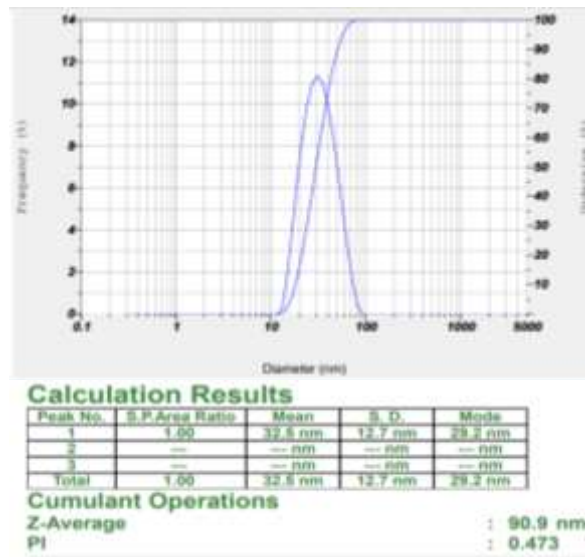 14
12
10
8
6
4
2
0
100
90
80
70
60
50
40
30
20
10
0.1 1 10 100 1000 5000
Frequency (%)
Diameter (nm)
Calculation Results
Peak No. S.P.Area Ratio Mean S. D. Mode
1 1.00 32.5 nm 12.7 nm 29.2 nm
2 --- --- nm --- nm --- nm
3 --- --- nm --- nm --- nm
Total 1.00 32.5 nm 12.7 nm 29.2 nm
Cumulant Operations
Z-Average : 90.9 nm
PI : 0.473